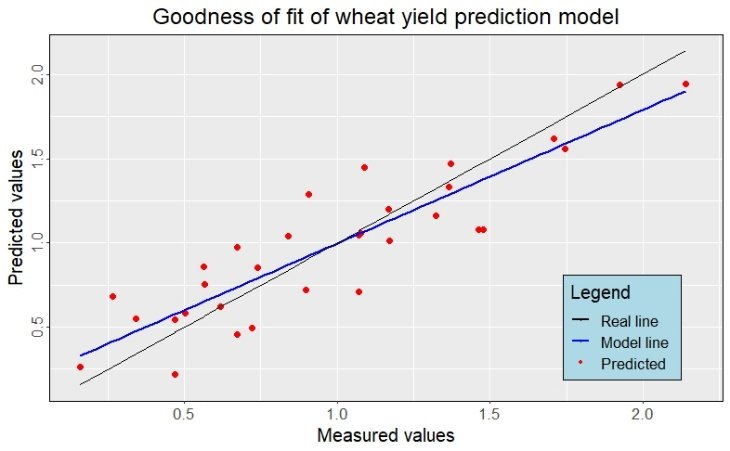 Goodness of fit of wheat yield prediction model
Predicted values
2.0
1.5
1.0
0.5
Legend
Real line
Model line
Predicted
0.5 1.0 1.5 2.0
Measured values